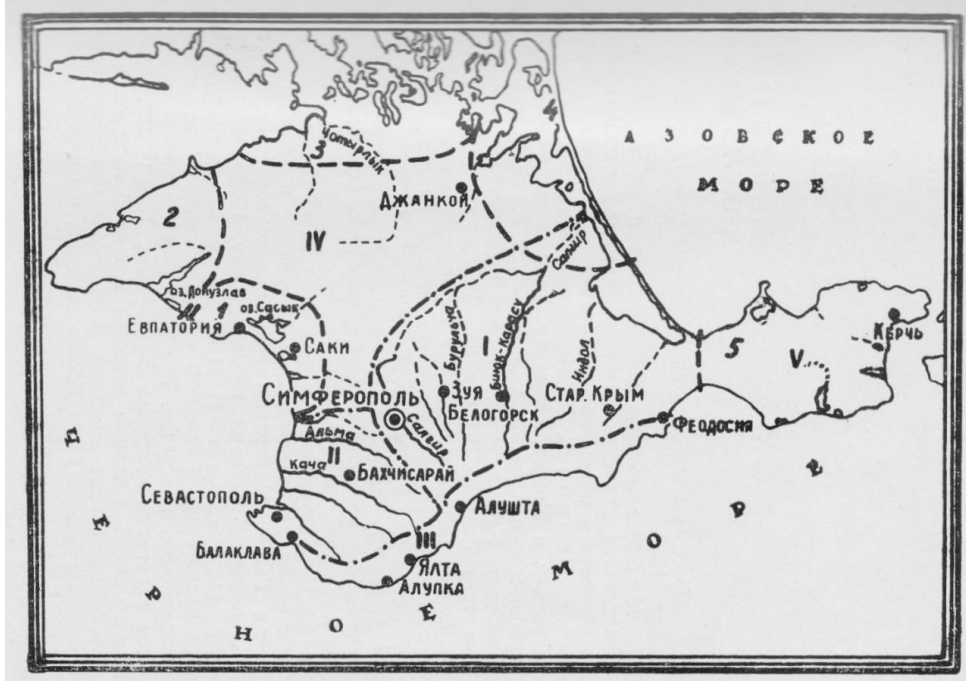 АЗОВСКОЕ
МОРЕ
4
3
Чотырлык
ДЖАНКОЙ
2
IV
Салгир
оз. Донузлав
1
оз. Сасык
ЕВПАТОРИЯ
САКИ
Бурульча
I
Биюк-Карасу
Индол
5
V
КЕРЧЬ
СИМФЕРОПОЛЬ
ЗУЯ
БЕЛОГОРСК
СТАР. КРЫМ
ФЕОДОСИЯ
Альма
Салгир
II
Кача
БАХЧИСАРАЙ
СЕВАСТОПОЛЬ
АЛУШТА
БАЛАКЛАВА
III
ЯЛТА
АЛУПКА
ЧЕРНОЕ МОРЕ